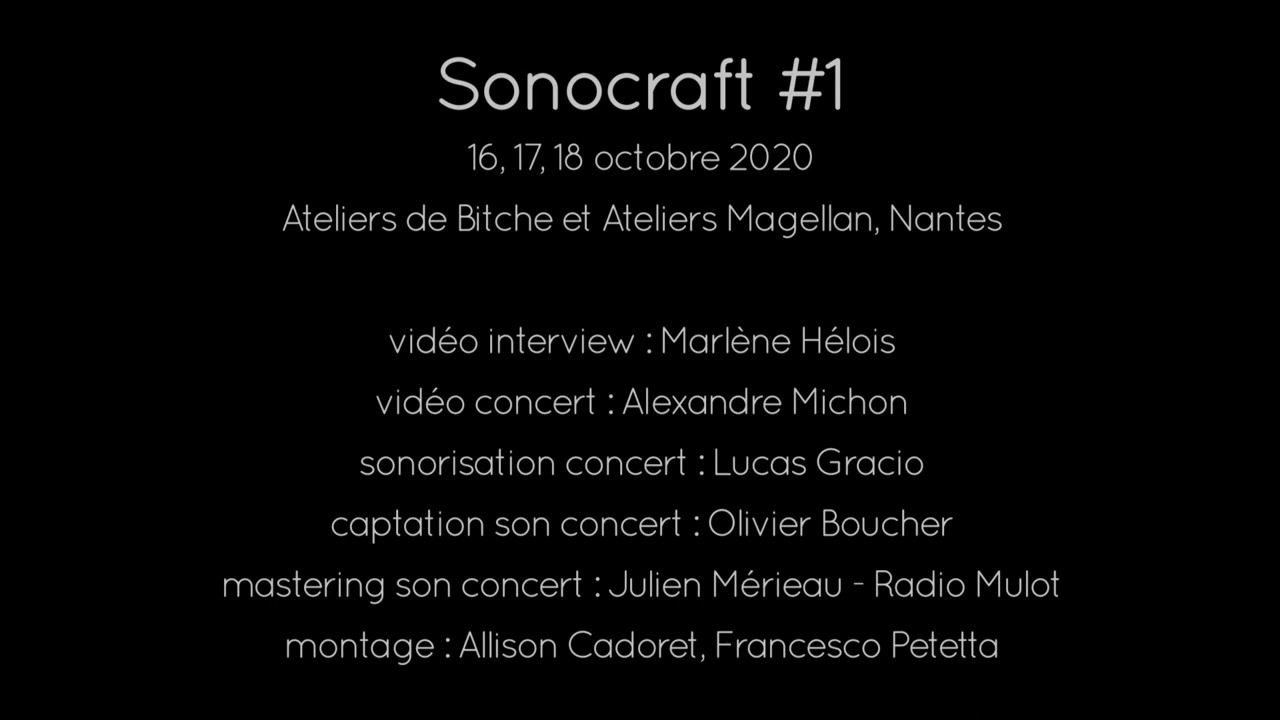 Sonocraft #1
16, 17, 18 octobre 2020
Ateliers de Bitche et Ateliers Magellan, Nantes
vidéo interview : Marlène Hélois
vidéo concert : Alexandre Michon
sonorisation concert : Lucas Gracio
captation son concert : Olivier Boucher
mastering son concert : Julien Mérieau - Radio Mulot
montage : Allison Cadoret, Francesco Petetta